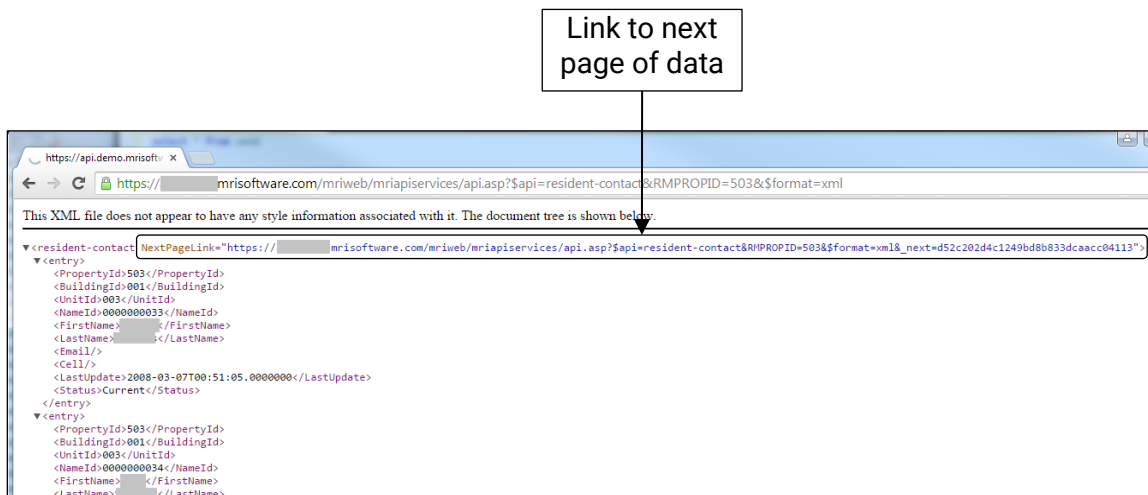 Link to next
page of data
https://api.demo.mrisoftw
https:// mrisoftware.com/mriweb/mriapiservices/api.asp?$api=resident-contact&RMPROPID=503&$format=xml
This XML file does not appear to have any style information associated with it. The document tree is shown below.
▼<resident-contact NextPageLink="https:// mrisoftware.com/mriweb/mriapiservices/api.asp?$api=resident-contact&RMPROPID=503&$format=xml&_next=d52c202d4c1249bd8b833dcaacc04113">
▼<entry>
<PropertyId>503</PropertyId>
<BuildingId>001</BuildingId>
<UnitId>003</UnitId>
<NameId>0000000033</NameId>
<FirstName> </FirstName>
<LastName> </LastName>
<Email/>
<Cell/>
<LastUpdate>2008-03-07T00:51:05.0000000</LastUpdate>
<Status>Current</Status>
</entry>
▼<entry>
<PropertyId>503</PropertyId>
<BuildingId>001</BuildingId>
<UnitId>003</UnitId>
<NameId>0000000034</NameId>
<FirstName> </FirstName>
<LastName> </LastName>